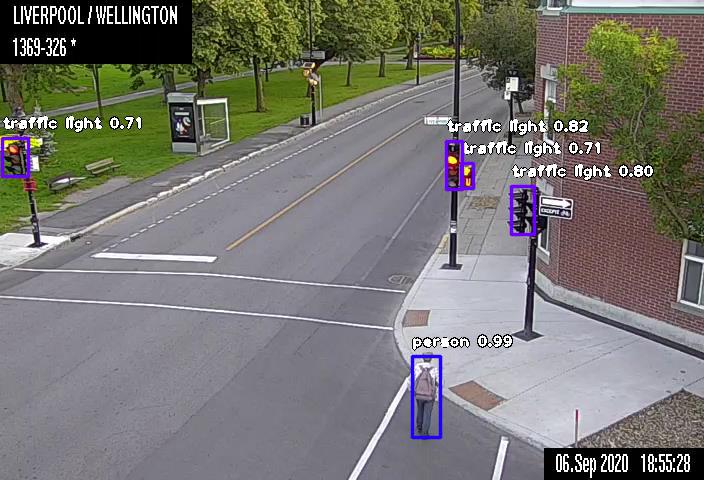 LIVERPOOL / WELLINGTON
1369-326 *
traffic light 0.71
traffic light 0.82
traffic light 0.71
traffic light 0.80
EXCEPTÉ
person 0.99
06.Sep 2020 18:55:28